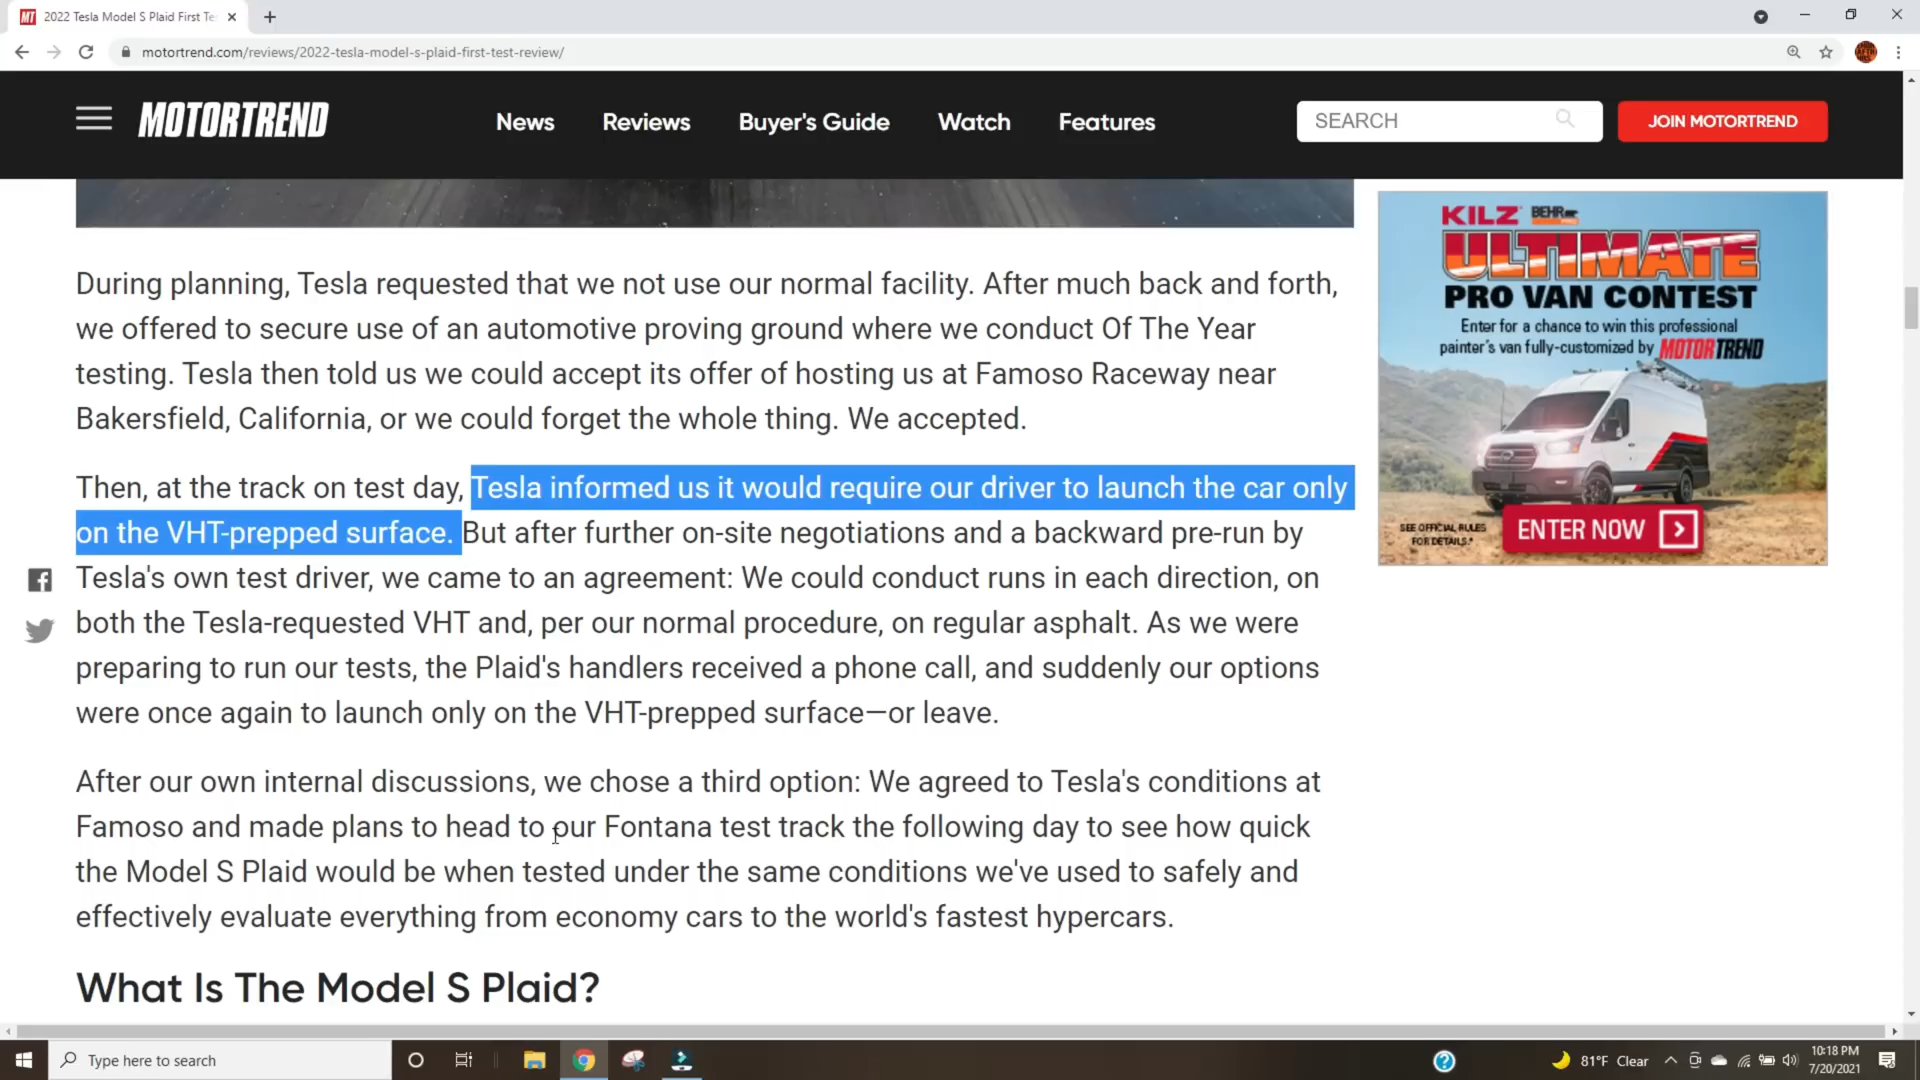 MT 2022 Tesla Model S Plaid First Te
motortrend.com/reviews/2022-tesla-model-s-plaid-first-test-review/
MOTORTREND
News
Reviews
Buyer's Guide
Watch
Features
SEARCH
JOIN MOTORTREND
During planning, Tesla requested that we not use our normal facility. After much back and forth,
we offered to secure use of an automotive proving ground where we conduct Of The Year
testing. Tesla then told us we could accept its offer of hosting us at Famoso Raceway near
Bakersfield, California, or we could forget the whole thing. We accepted.
Then, at the track on test day, Tesla informed us it would require our driver to launch the car only
on the VHT-prepped surface. But after further on-site negotiations and a backward pre-run by
Tesla's own test driver, we came to an agreement: We could conduct runs in each direction, on
both the Tesla-requested VHT and, per our normal procedure, on regular asphalt. As we were
preparing to run our tests, the Plaid's handlers received a phone call, and suddenly our options
were once again to launch only on the VHT-prepped surface—or leave.
After our own internal discussions, we chose a third option: We agreed to Tesla's conditions at
Famoso and made plans to head to our Fontana test track the following day to see how quick
the Model S Plaid would be when tested under the same conditions we've used to safely and
effectively evaluate everything from economy cars to the world's fastest hypercars.
What Is The Model S Plaid?
KILZ BEHR
ULTIMATE
PRO VAN CONTEST
Enter for a chance to win this professional
painter's van fully-customized by MOTORTREND
SEE OFFICIAL RULES
FOR DETAILS.*
ENTER NOW
Type here to search
81°F Clear
10:18 PM
7/20/2021